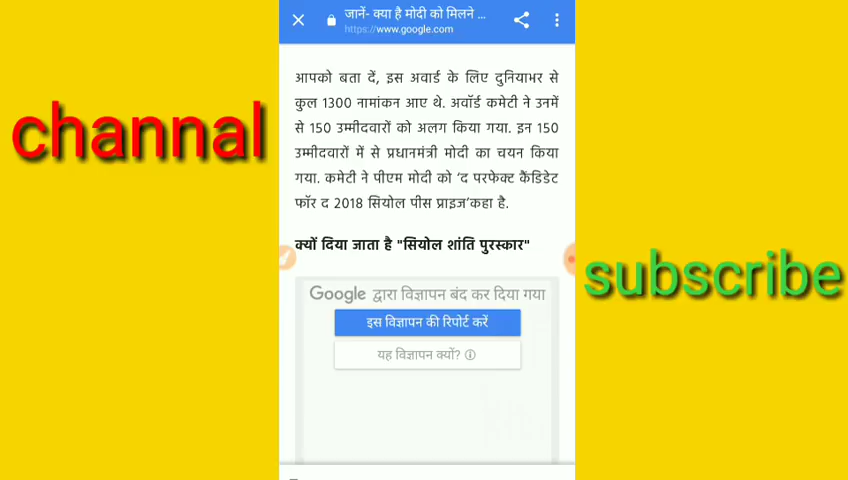 जानें- क्या है मोदी को मिलने ...
https://www.google.com
आपको बता दें, इस अवार्ड के लिए दुनियाभर से
कुल 1300 नामांकन आए थे. अवॉर्ड कमेटी ने उनमें
से 150 उम्मीदवारों को अलग किया गया. इन 150
उम्मीदवारों में से प्रधानमंत्री मोदी का चयन किया
गया. कमेटी ने पीएम मोदी को 'द परफेक्ट कैंडिडेट
फॉर द 2018 सियोल पीस प्राइज'कहा है.
क्यों दिया जाता है "सियोल शांति पुरस्कार"
Google द्वारा विज्ञापन बंद कर दिया गया
इस विज्ञापन की रिपोर्ट करें
यह विज्ञापन क्यों?
channal
subscribe